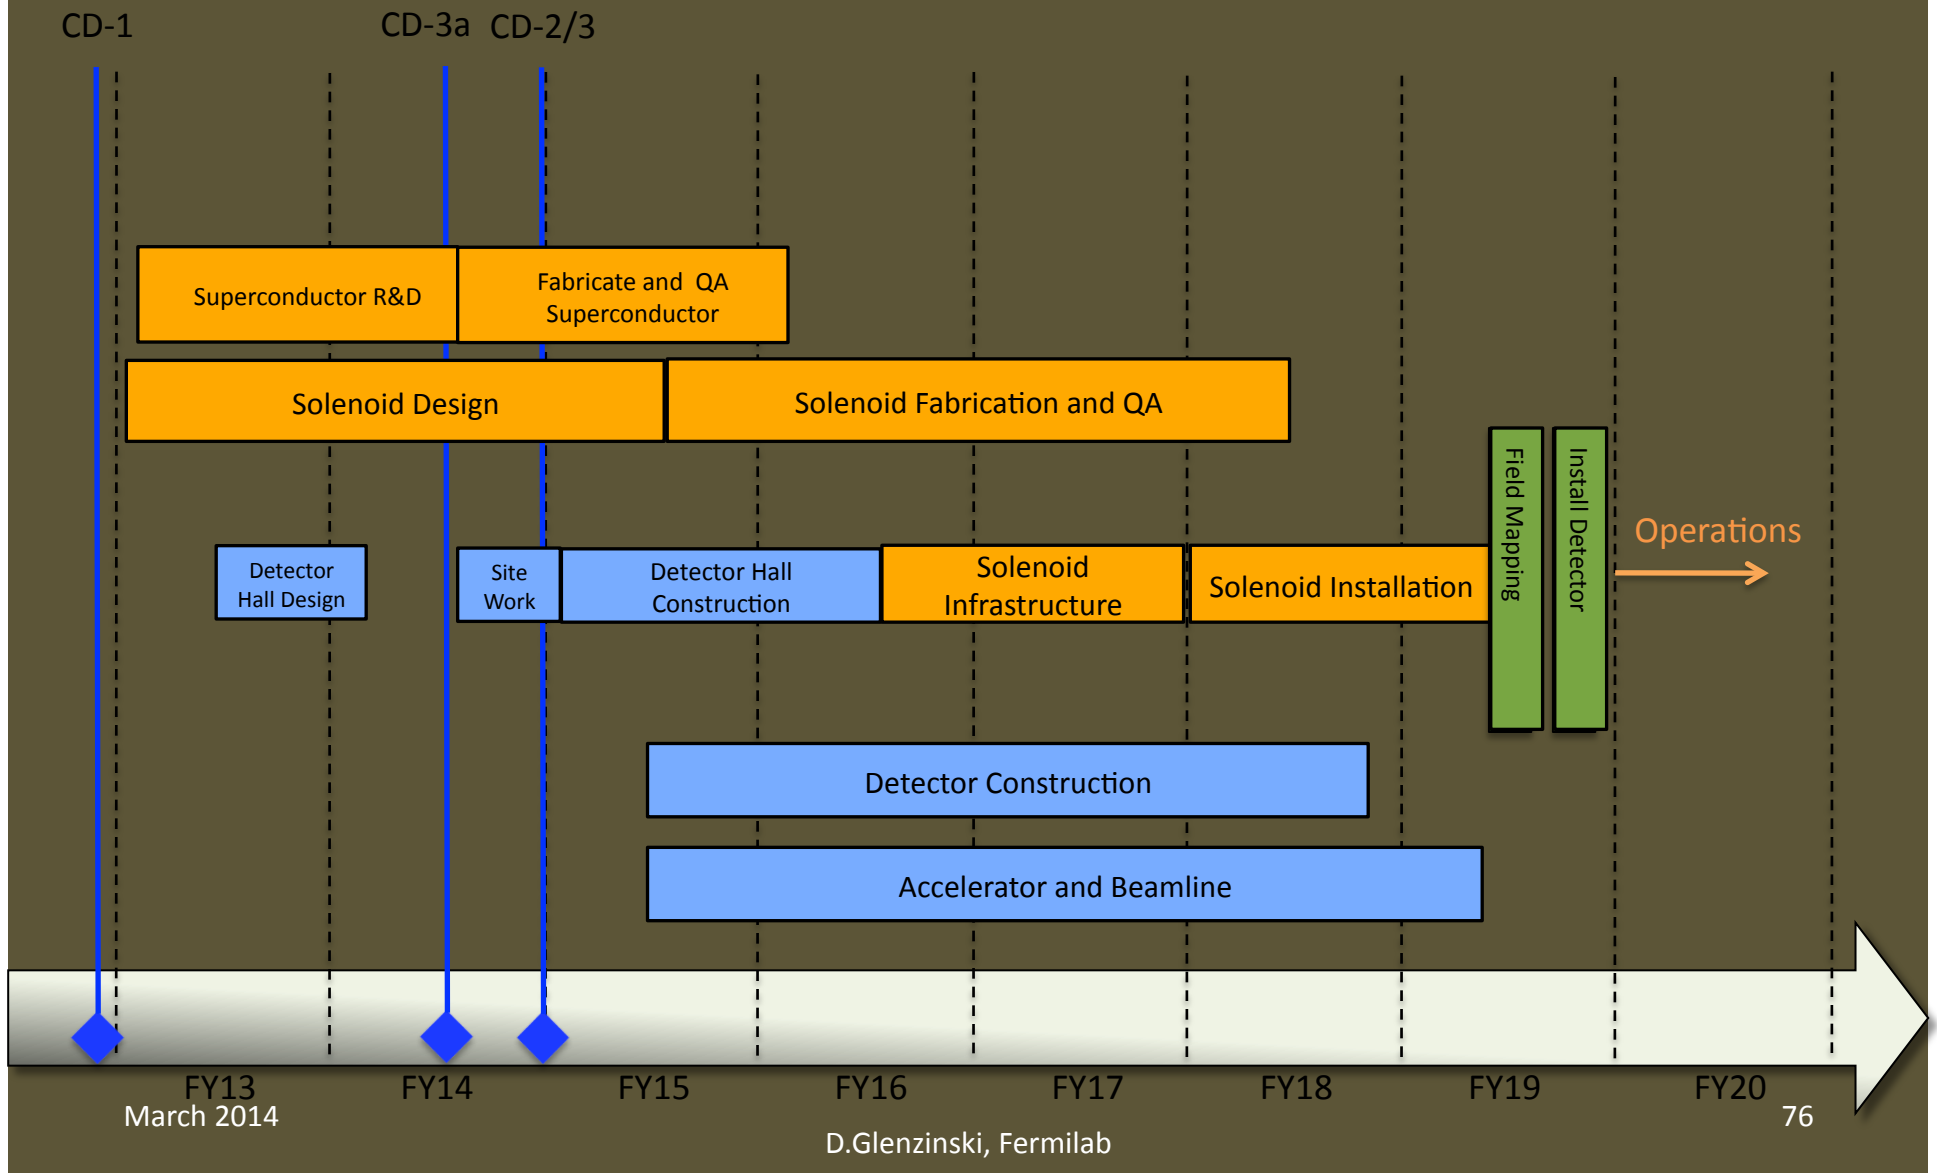 CD-1
CD-3a
CD-2/3
Superconductor R&D
Fabricate and QA
Superconductor
Solenoid Design
Solenoid Fabrication and QA
Field Mapping
Install Detector
Operations
Detector
Hall Design
Site
Work
Detector Hall
Construction
Solenoid
Infrastructure
Solenoid Installation
Detector Construction
Accelerator and Beamline
FY13
FY14
FY15
FY16
FY17
FY18
FY19
FY20
March 2014
76
D.Glenzinski, Fermilab